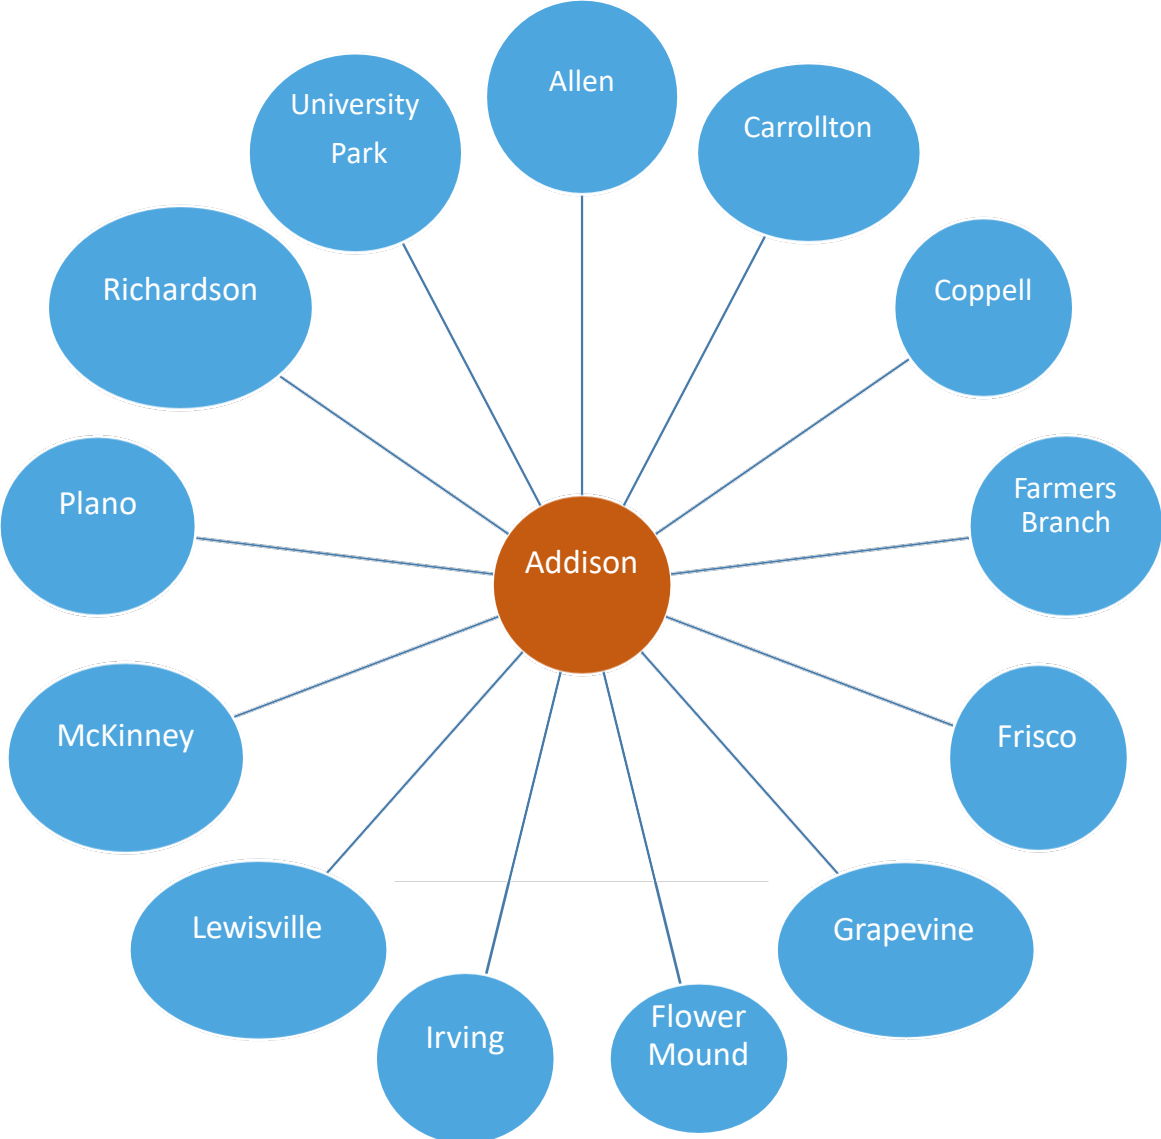 Allen
University
Park
Carrollton
Richardson
Coppell
Plano
Farmers
Branch
Addison
McKinney
Frisco
Lewisville
Grapevine
Irving
Flower
Mound